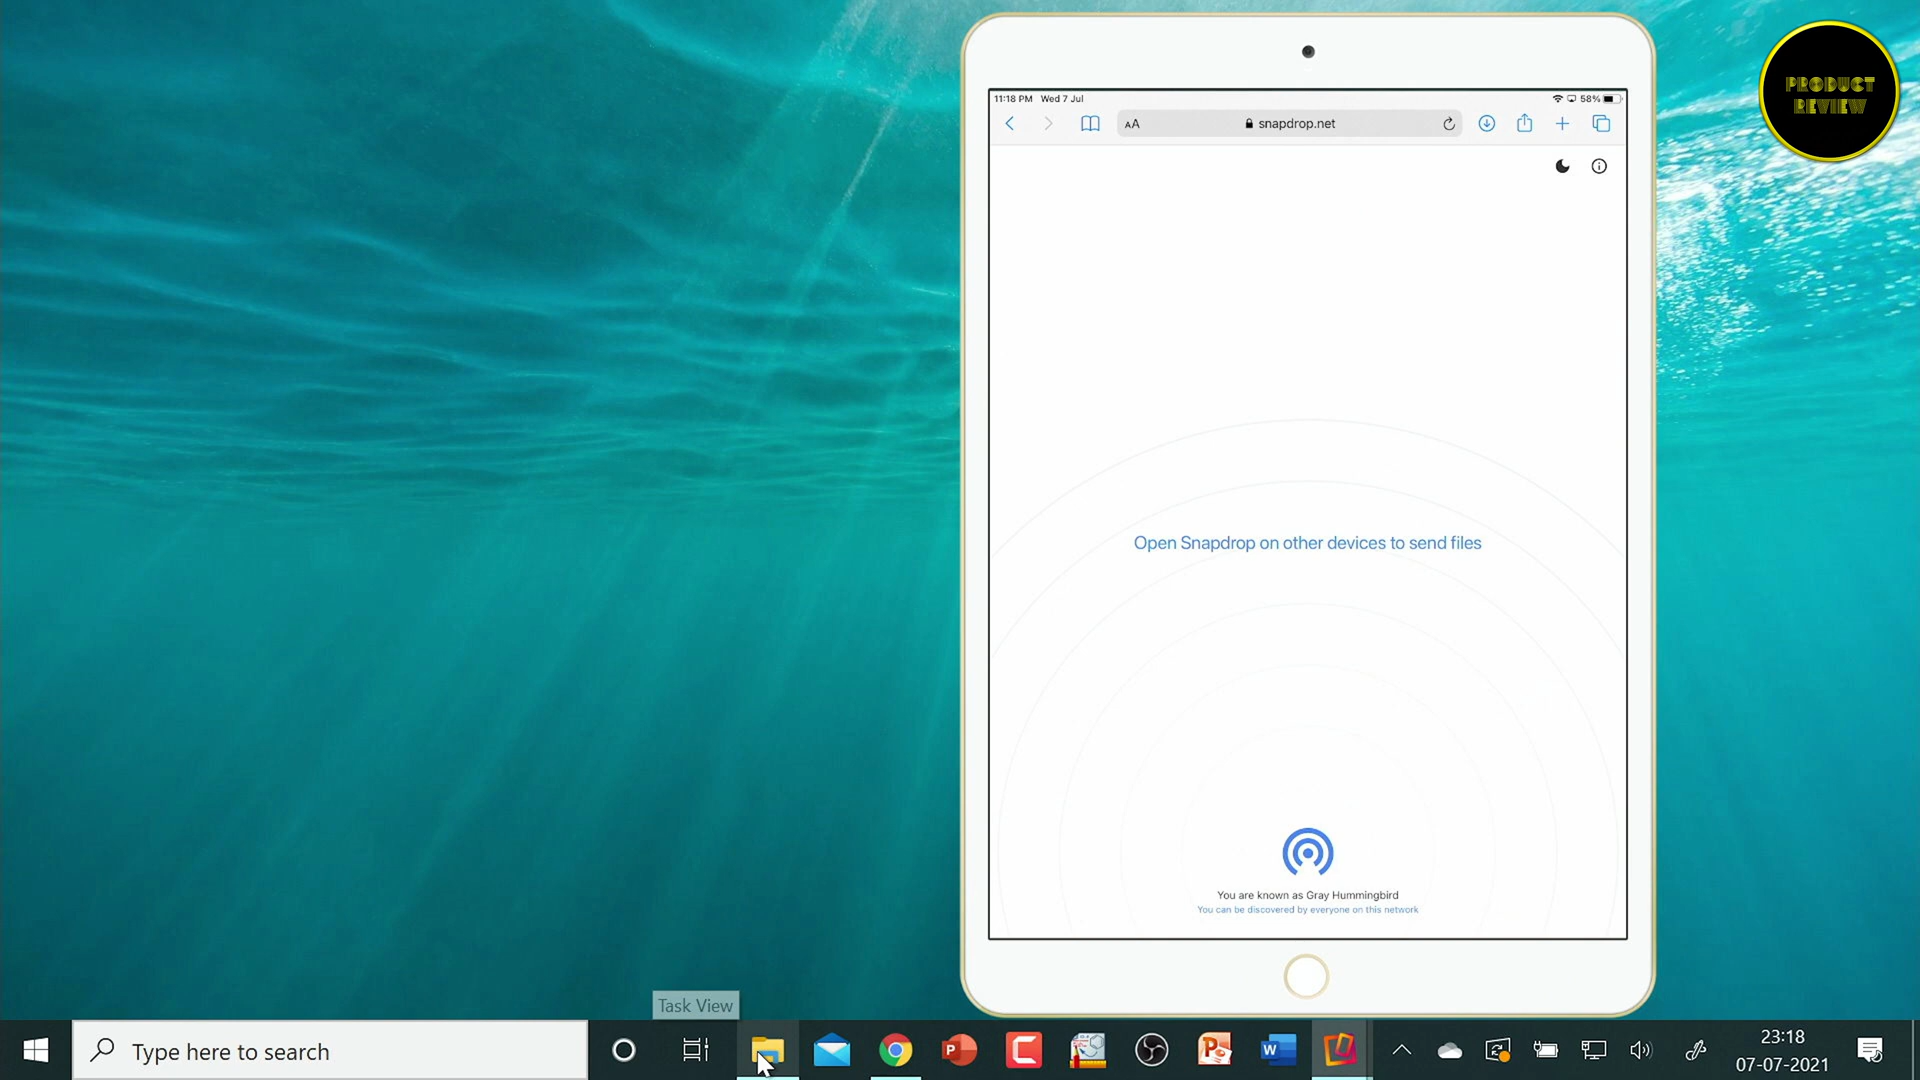 PRODUCT
REVIEW
11:18 PM Wed 7 Jul
58%
AA
snapdrop.net
Open Snapdrop on other devices to send files
You are known as Gray Hummingbird
You can be discovered by everyone on this network
Task View
Type here to search
23:18
07-07-2021